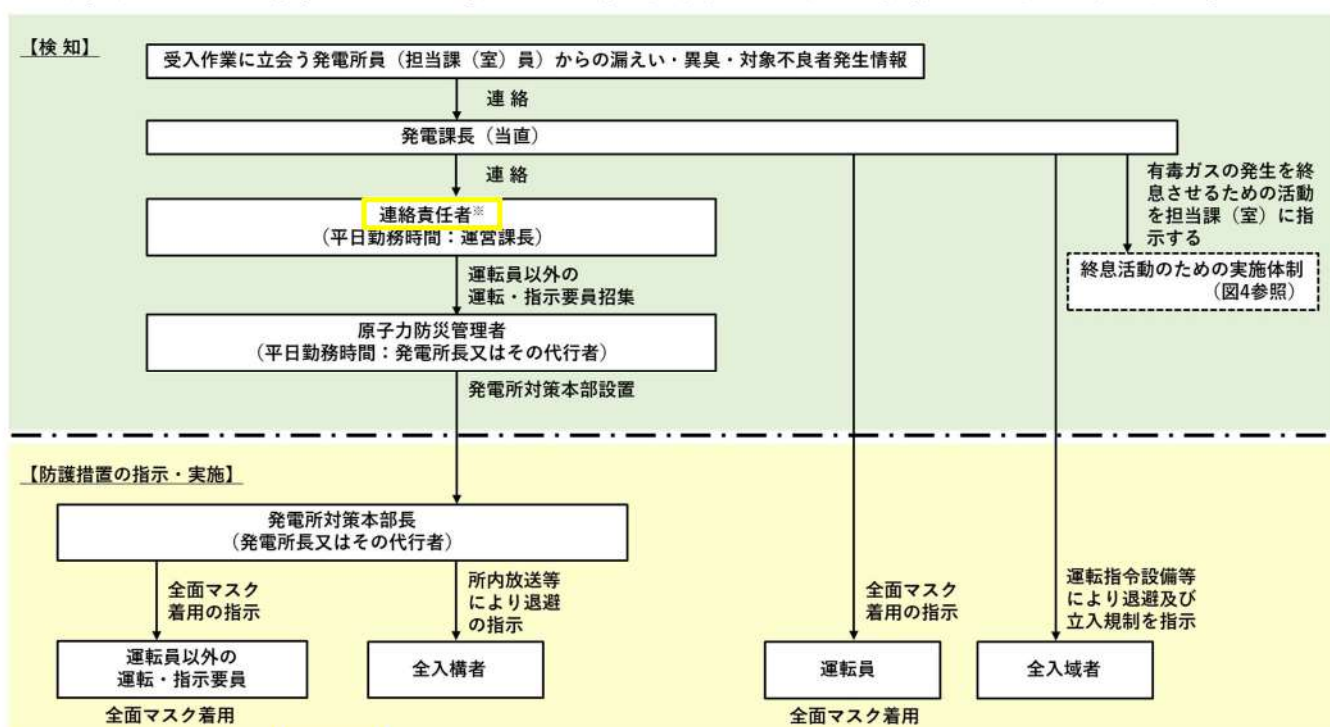 【検 知】
受入作業に立会う発電所員（担当課（室）員）からの漏えい・異臭・対象不良者発生情報
連 絡
発電課長（当直）
連 絡
連絡責任者※
（平日勤務時間：運営課長）
運転員以外の
運転・指示要員招集
原子力防災管理者
（平日勤務時間：発電所長又はその代行者）
発電所対策本部設置
有毒ガスの発生を終
息させるための活動
を担当課（室）に指
示する
終息活動のための実施体制
（図4参照）
【防護措置の指示・実施】
発電所対策本部長
（発電所長又はその代行者）
全面マスク
着用の指示
所内放送等
により退避
の指示
全面マスク
着用の指示
運転指令設備等
により退避及び
立入規制を指示
運転員以外の
運転・指示要員
全入構者
運転員
全入域者
全面マスク着用
全面マスク着用